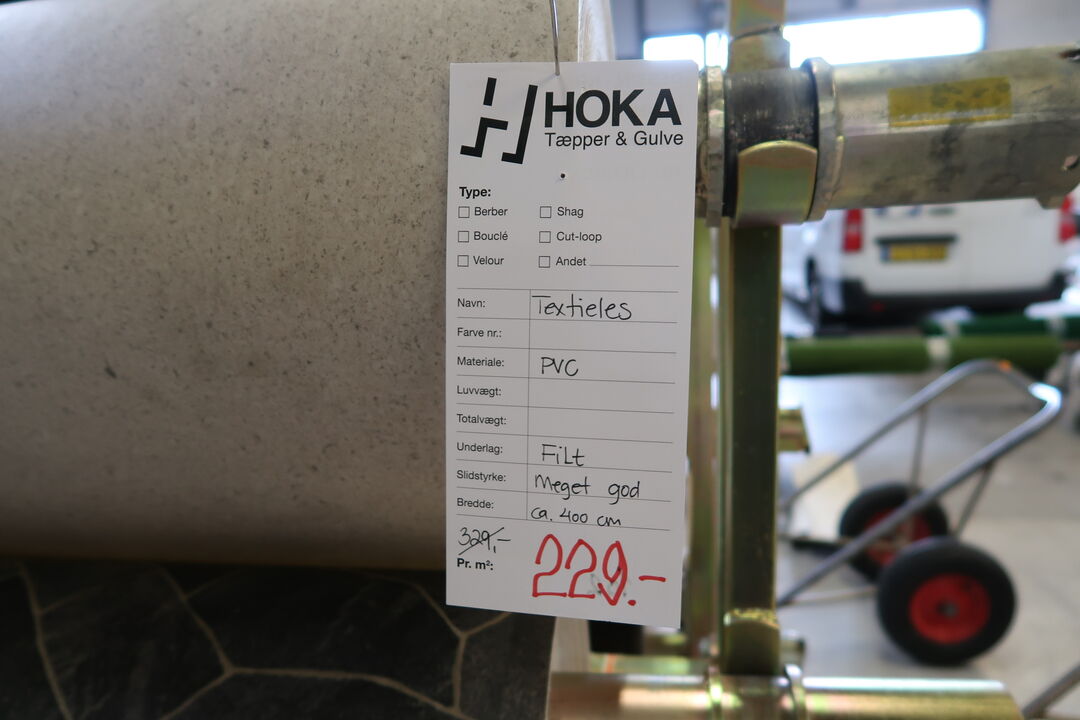 HOKA
Tæpper & Gulve
Type:
Berber Shag
Bouclé Cut-loop
Velour Andet
Navn: Textieles
Farve nr.:
Materiale: PVC
Luvvægt:
Totalvægt:
Underlag: Filt
Slidstyrke: Meget god
Bredde: ca. 400 cm
329,-
Pr. m²: 229.-